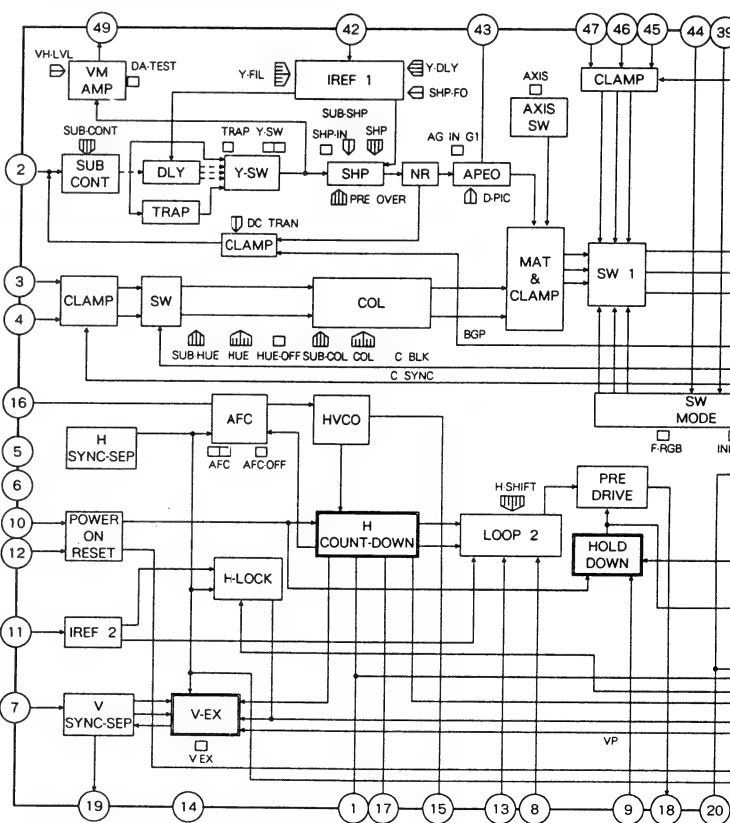 49
42
43
47
46
45
44
39
VH-LVL
VM
AMP
DA-TEST
Y-FIL
IREF 1
Y-DLY
SHP-FO
AXIS
CLAMP
AXIS
SW
SUB-CONT
TRAP
Y-SW
SUB-SHP
SHP-IN
SHP
AG IN G1
2
SUB
CONT
DLY
Y-SW
SHP
NR
APEO
TRAP
PRE OVER
D-PIC
DC TRAN
CLAMP
3
4
CLAMP
SW
COL
MAT
&
CLAMP
SW 1
BGP
SUB-HUE
HUE
HUE-OFF
SUB-COL
COL
C BLK
C SYNC
16
AFC
HVCO
SW
MODE
5
H
SYNC-SEP
AFC
AFC-OFF
F-RGB
6
H-SHIFT
PRE
DRIVE
10
POWER
ON
RESET
H
COUNT-DOWN
LOOP 2
12
HOLD
DOWN
H-LOCK
11
IREF 2
7
V
SYNC-SEP
V-EX
V EX
VP
19
14
1
17
15
13
8
9
18
20